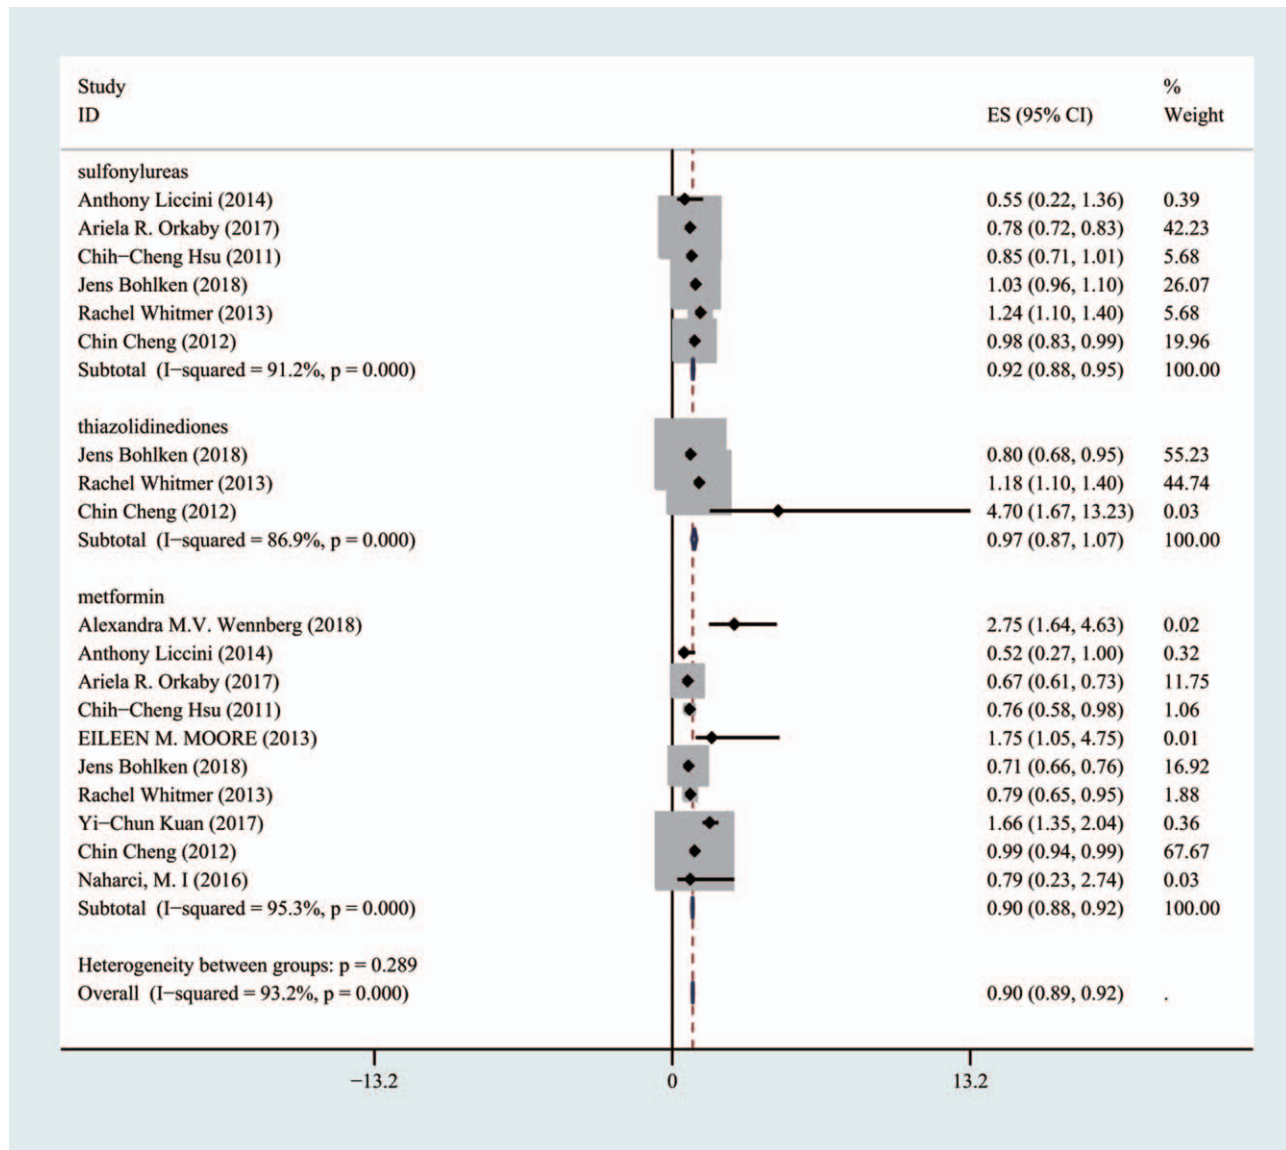 Study %
ID ES (95% CI) Weight
sulfonylureas
Anthony Liccini (2014) 0.55 (0.22, 1.36) 0.39
Ariela R. Orkaby (2017) 0.78 (0.72, 0.83) 42.23
Chih−Cheng Hsu (2011) 0.85 (0.71, 1.01) 5.68
Jens Bohlken (2018) 1.03 (0.96, 1.10) 26.07
Rachel Whitmer (2013) 1.24 (1.10, 1.40) 5.68
Chin Cheng (2012) 0.98 (0.83, 0.99) 19.96
Subtotal (I−squared = 91.2%, p = 0.000) 0.92 (0.88, 0.95) 100.00
thiazolidinediones
Jens Bohlken (2018) 0.80 (0.68, 0.95) 55.23
Rachel Whitmer (2013) 1.18 (1.10, 1.40) 44.74
Chin Cheng (2012) 4.70 (1.67, 13.23) 0.03
Subtotal (I−squared = 86.9%, p = 0.000) 0.97 (0.87, 1.07) 100.00
metformin
Alexandra M.V. Wennberg (2018) 2.75 (1.64, 4.63) 0.02
Anthony Liccini (2014) 0.52 (0.27, 1.00) 0.32
Ariela R. Orkaby (2017) 0.67 (0.61, 0.73) 11.75
Chih−Cheng Hsu (2011) 0.76 (0.58, 0.98) 1.06
EILEEN M. MOORE (2013) 1.75 (1.05, 4.75) 0.01
Jens Bohlken (2018) 0.71 (0.66, 0.76) 16.92
Rachel Whitmer (2013) 0.79 (0.65, 0.95) 1.88
Yi−Chun Kuan (2017) 1.66 (1.35, 2.04) 0.36
Chin Cheng (2012) 0.99 (0.94, 0.99) 67.67
Naharci, M. I (2016) 0.79 (0.23, 2.74) 0.03
Subtotal (I−squared = 95.3%, p = 0.000) 0.90 (0.88, 0.92) 100.00
Heterogeneity between groups: p = 0.289
Overall (I−squared = 93.2%, p = 0.000) 0.90 (0.89, 0.92) .
−13.2 0 13.2